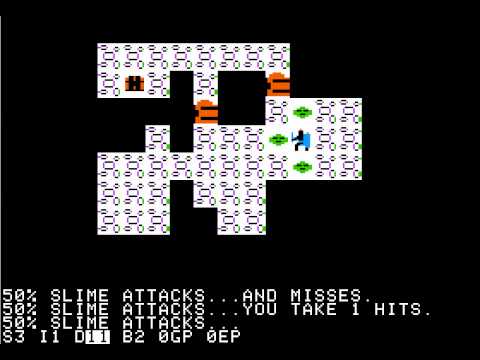 50% SLIME ATTACKS...AND MISSES.
50% SLIME ATTACKS...YOU TAKE 1 HITS.
50% SLIME ATTACKS...
S3 I1 D11 B2 0GP 0EP